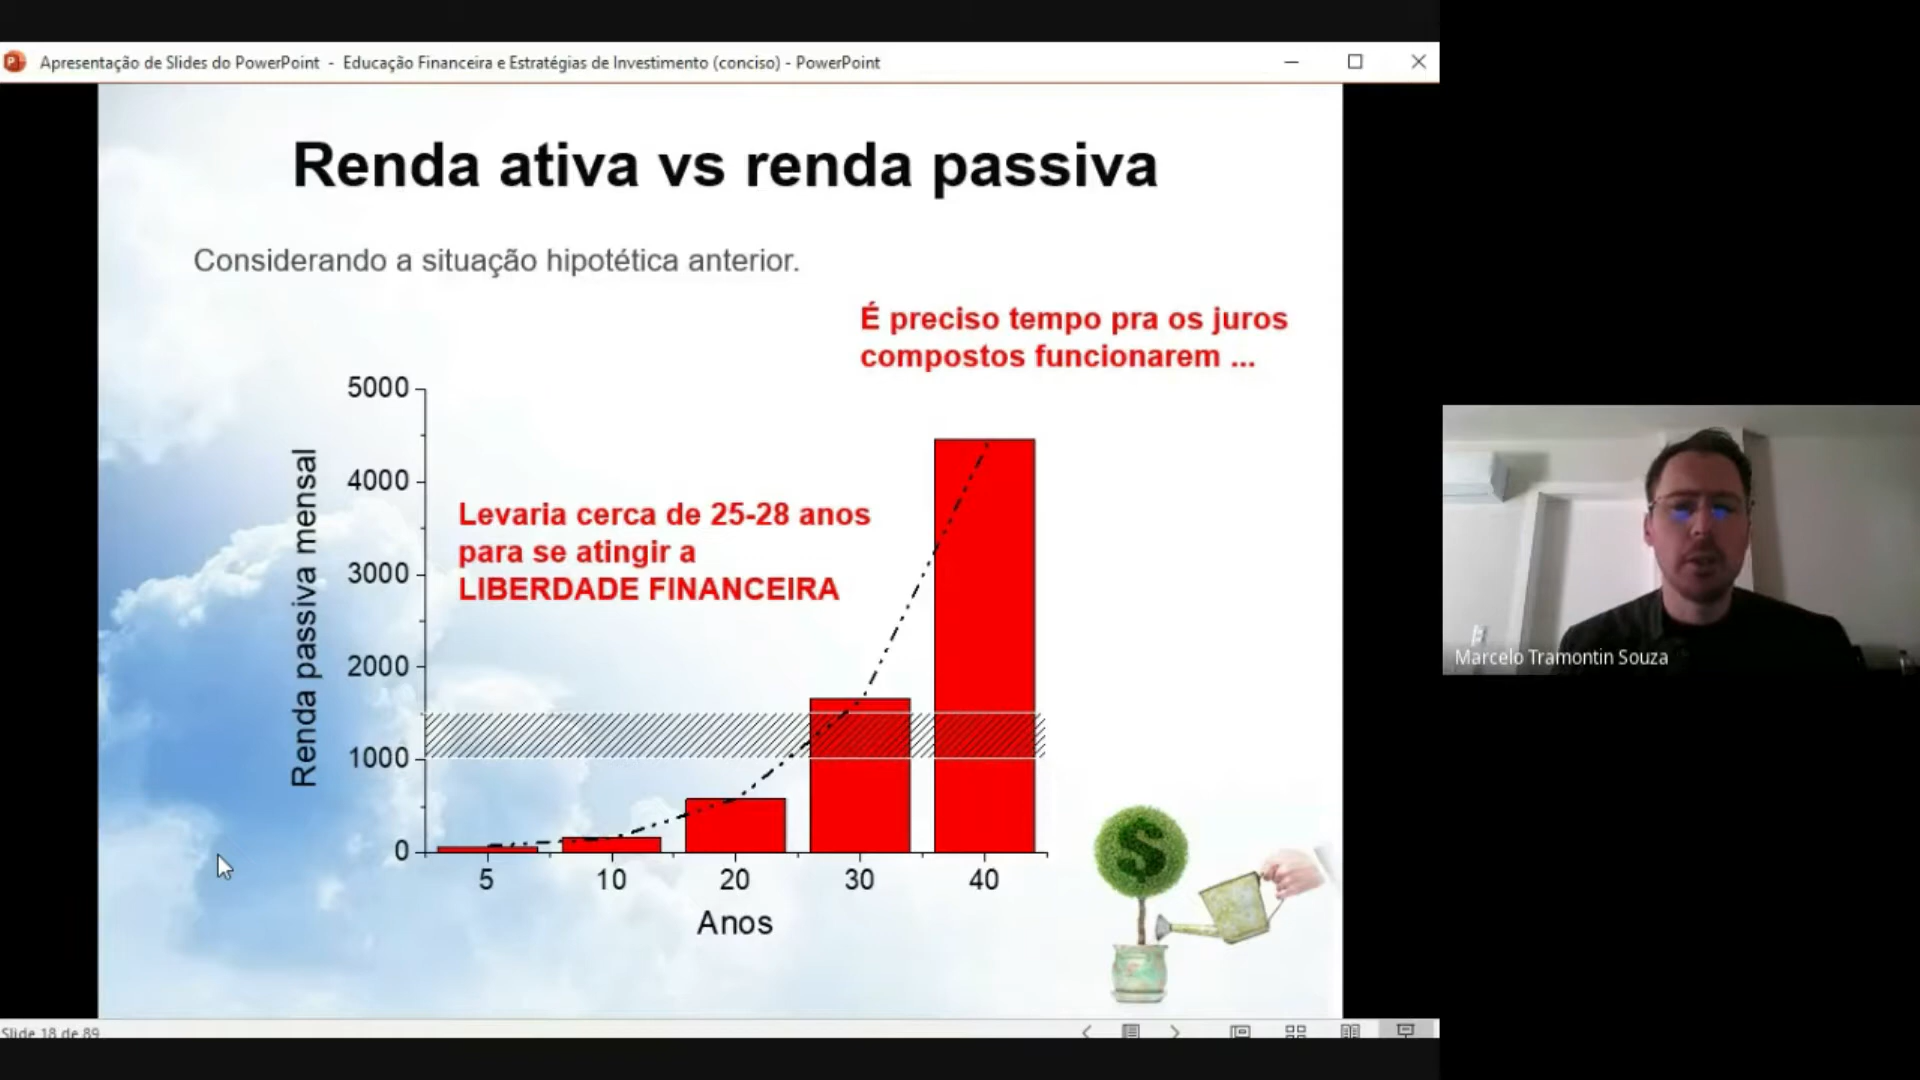 Apresentação de Slides do PowerPoint - Educação Financeira e Estratégias de Investimento (conciso) - PowerPoint
Renda ativa vs renda passiva
Considerando a situação hipotética anterior.
É preciso tempo pra os juros
compostos funcionarem ...
Levaria cerca de 25-28 anos
para se atingir a
LIBERDADE FINANCEIRA
Renda passiva mensal
5000
4000
3000
2000
1000
0
5 10 20 30 40
Anos
$
Marcelo Tramontin Souza
Slide 18 de 89